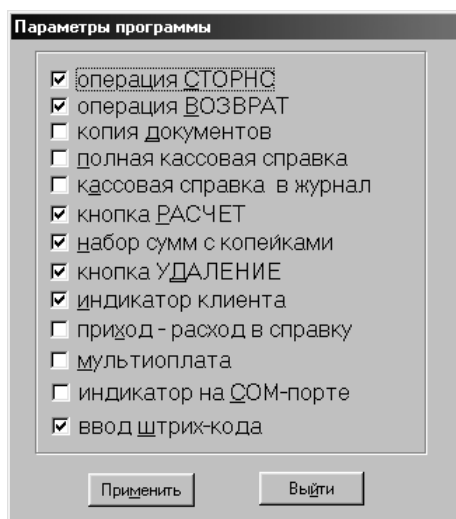 Параметры программы
операция СТОРНС
операция ВОЗВРАТ
копия документов
полная кассовая справка
кассовая справка в журнал
кнопка РАСЧЕТ
набор сумм с копейками
кнопка УДАЛЕНИЕ
индикатор клиента
приход - расход в справку
мультиоплата
индикатор на COM-порте
ввод штрих-кода
Применить Выйти